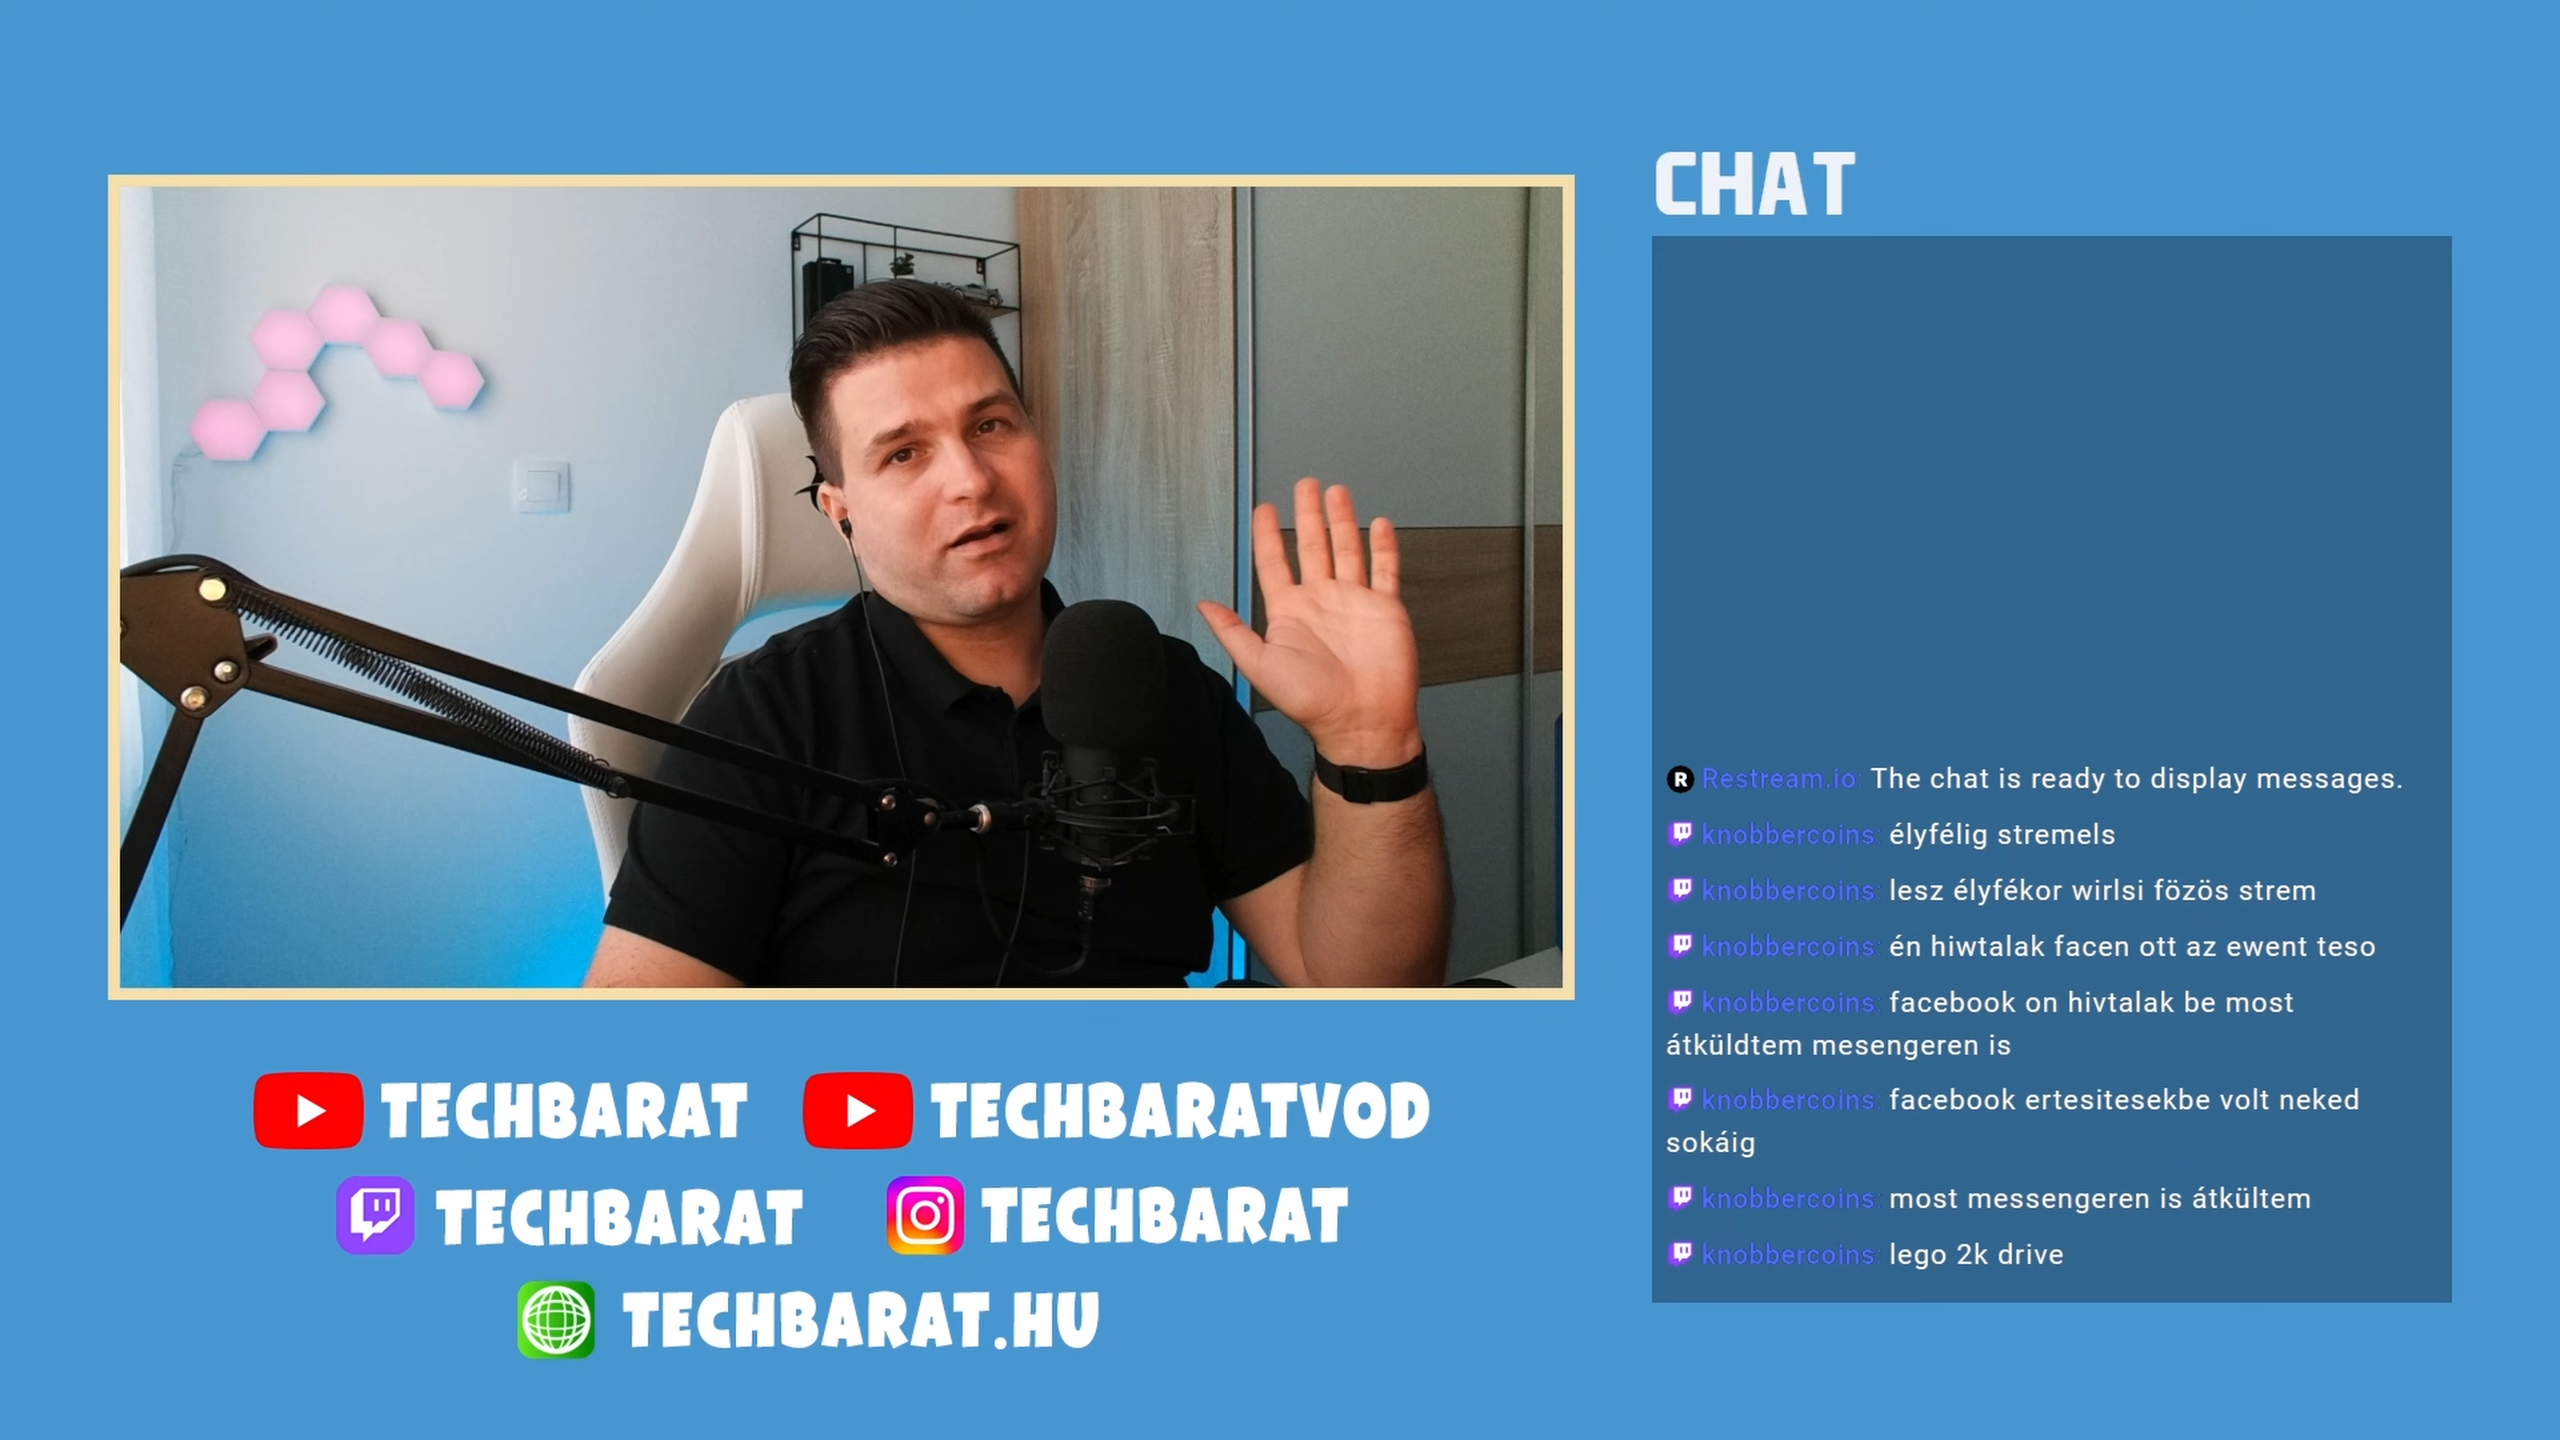 CHAT
Restream.io: The chat is ready to display messages.
knobbercoins: élyfélig stremels
knobbercoins: lesz élyfékor wirlsi fözös strem
knobbercoins: én hiwtalak facen ott az ewent teso
knobbercoins: facebook on hivtalak be most
átküldtem mesengeren is
knobbercoins: facebook ertesitesekbe volt neked
sokáig
knobbercoins: most messengeren is átkültem
knobbercoins: lego 2k drive
TECHBARAT TECHBARATVOD
TECHBARAT TECHBARAT
TECHBARAT.HU